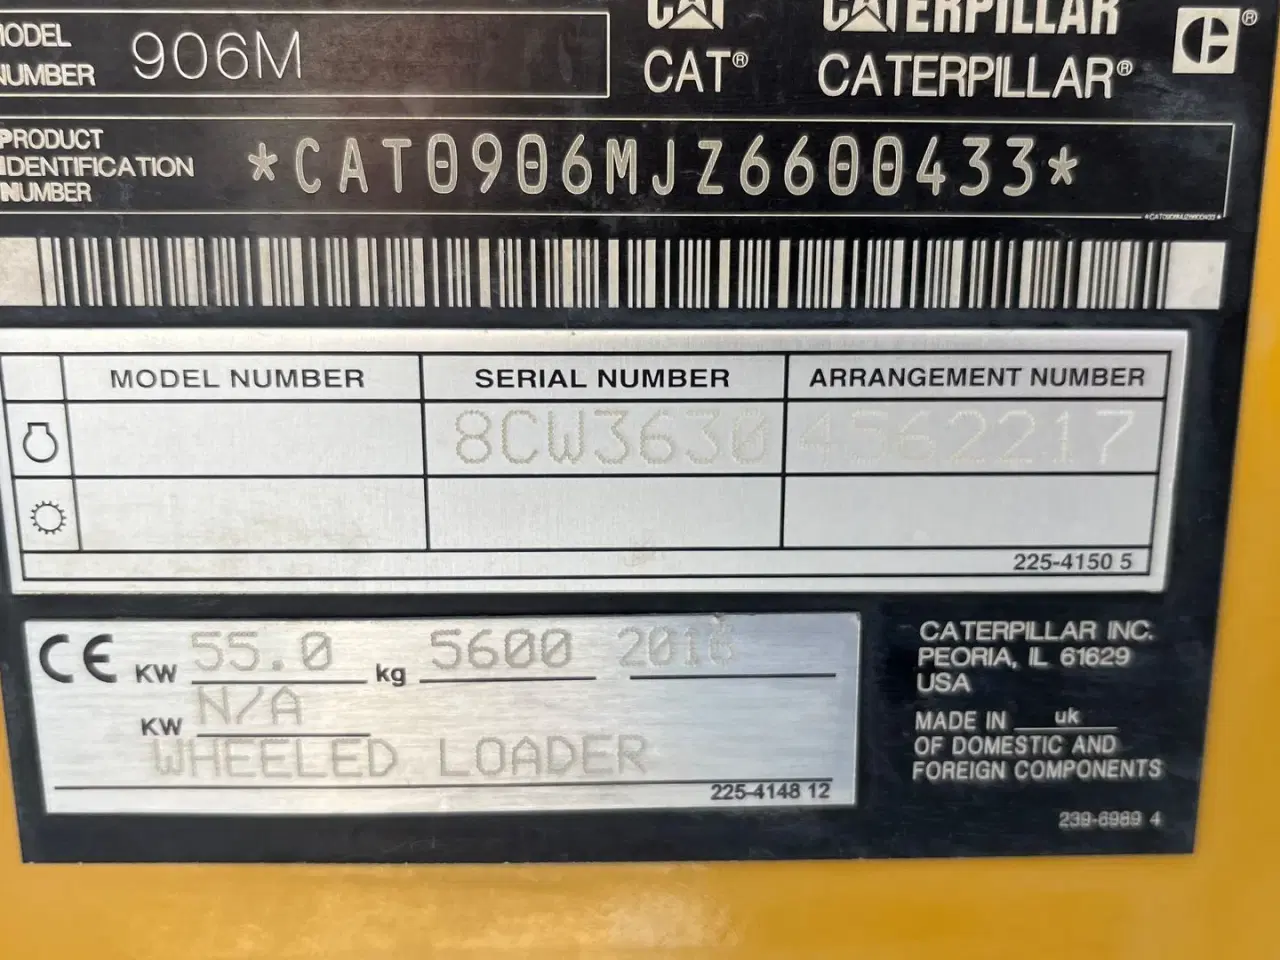 CAT CATERPILLAR
MODEL NUMBER 906M
CAT® CATERPILLAR®
PRODUCT IDENTIFICATION NUMBER *CAT0906MJZ6600433*
*CAT0906MJZ6600433*
MODEL NUMBER SERIAL NUMBER ARRANGEMENT NUMBER
8CW3630 4562217
225-4150 5
CE KW 55.0 kg 5600
KW N/A
WHEELED LOADER
225-4148 12
CATERPILLAR INC.
PEORIA, IL 61629
USA
MADE IN uk
OF DOMESTIC AND
FOREIGN COMPONENTS
239-6989 4